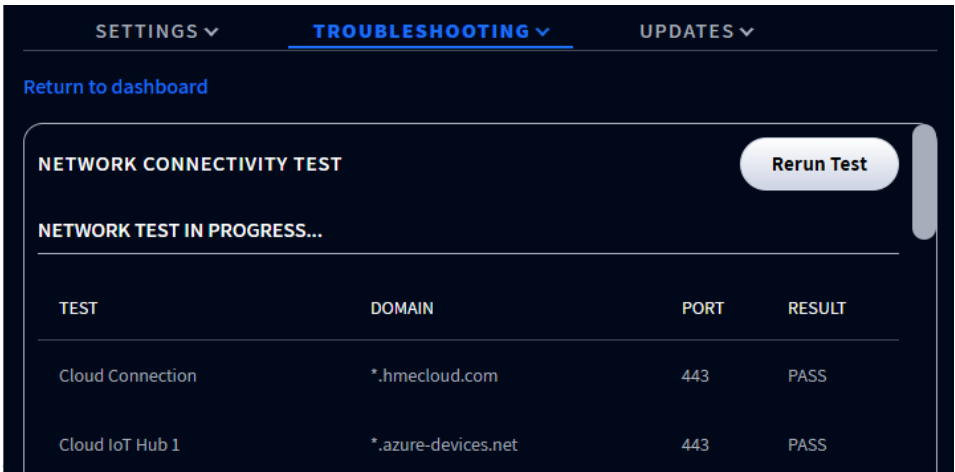 SETTINGS TROUBLESHOOTING UPDATES
Return to dashboard
NETWORK CONNECTIVITY TEST Rerun Test
NETWORK TEST IN PROGRESS...
TEST DOMAIN PORT RESULT
Cloud Connection *.hmecloud.com 443 PASS
Cloud IoT Hub 1 *.azure-devices.net 443 PASS